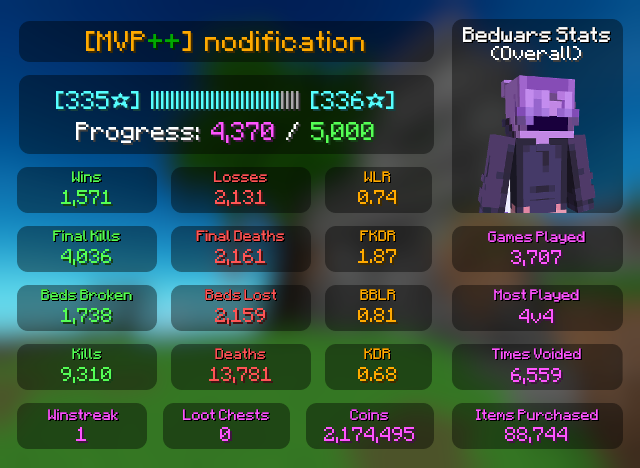 [MVP++] nodification
Bedwars Stats
(Overall)
[335☆] [336☆]
Progress: 4,370 / 5,000
Wins Losses WLR
1,571 2,131 0.74
Final Kills Final Deaths FKDR Games Played
4,036 2,161 1.87 3,707
Beds Broken Beds Lost BBLR Most Played
1,738 2,159 0.81 4v4
Kills Deaths KDR Times Voided
9,310 13,781 0.68 6,559
Winstreak Loot Chests Coins Items Purchased
1 0 2,174,495 88,744